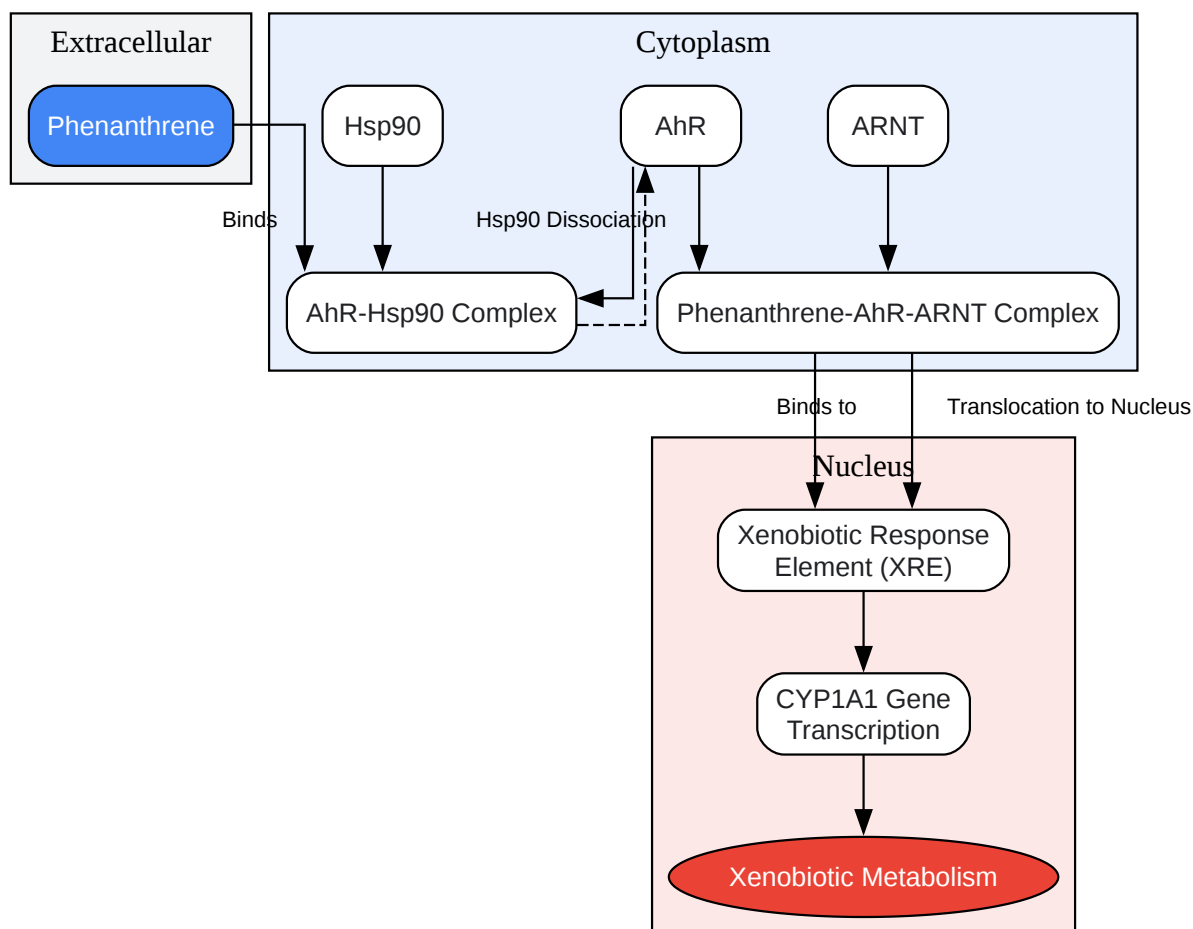 Extracellular
Cytoplasm
Phenanthrene
Hsp90
AhR
ARNT
Binds
Hsp90 Dissociation
AhR-Hsp90 Complex
Phenanthrene-AhR-ARNT Complex
Binds to
Translocation to Nucleus
Nucleus
Xenobiotic Response
Element (XRE)
CYP1A1 Gene
Transcription
Xenobiotic Metabolism